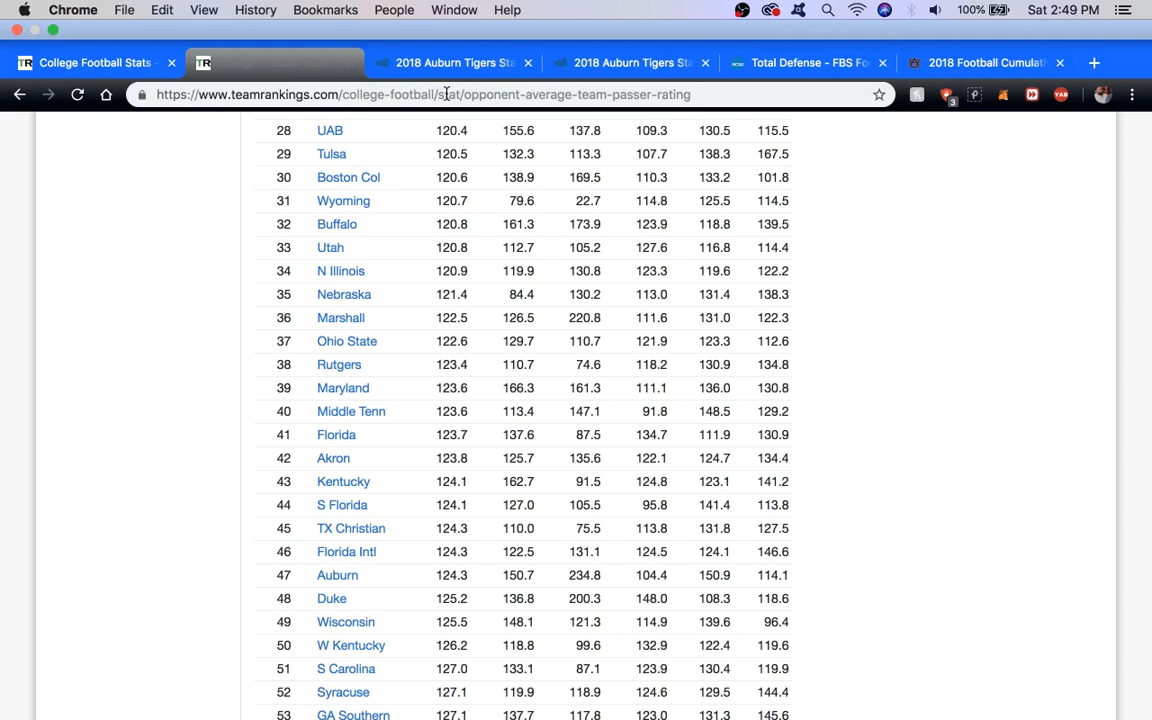 Chrome File Edit View History Bookmarks People Window Help 100% Sat 2:49 PM
TR College Football Stats - TR 2018 Auburn Tigers Sta 2018 Auburn Tigers Sta Total Defense - FBS Fo 2018 Football Cumulati
https://www.teamrankings.com/college-football/stat/opponent-average-team-passer-rating 3 YAB
28 UAB 120.4 155.6 137.8 109.3 130.5 115.5
29 Tulsa 120.5 132.3 113.3 107.7 138.3 167.5
30 Boston Col 120.6 138.9 169.5 110.3 133.2 101.8
31 Wyoming 120.7 79.6 22.7 114.8 125.5 114.5
32 Buffalo 120.8 161.3 173.9 123.9 118.8 139.5
33 Utah 120.8 112.7 105.2 127.6 116.8 114.4
34 N Illinois 120.9 119.9 130.8 123.3 119.6 122.2
35 Nebraska 121.4 84.4 130.2 113.0 131.4 138.3
36 Marshall 122.5 126.5 220.8 111.6 131.0 122.3
37 Ohio State 122.6 129.7 110.7 121.9 123.3 112.6
38 Rutgers 123.4 110.7 74.6 118.2 130.9 134.8
39 Maryland 123.6 166.3 161.3 111.1 136.0 130.8
40 Middle Tenn 123.6 113.4 147.1 91.8 148.5 129.2
41 Florida 123.7 137.6 87.5 134.7 111.9 130.9
42 Akron 123.8 125.7 135.6 122.1 124.7 134.4
43 Kentucky 124.1 162.7 91.5 124.8 123.1 141.2
44 S Florida 124.1 127.0 105.5 95.8 141.4 113.8
45 TX Christian 124.3 110.0 75.5 113.8 131.8 127.5
46 Florida Intl 124.3 122.5 131.1 124.5 124.1 146.6
47 Auburn 124.3 150.7 234.8 104.4 150.9 114.1
48 Duke 125.2 136.8 200.3 148.0 108.3 118.6
49 Wisconsin 125.5 148.1 121.3 114.9 139.6 96.4
50 W Kentucky 126.2 118.8 99.6 132.9 122.4 119.6
51 S Carolina 127.0 133.1 87.1 123.9 130.4 119.9
52 Syracuse 127.1 119.9 118.9 124.6 129.5 144.4
53 GA Southern 127.1 137.7 117.8 123.0 131.3 145.6